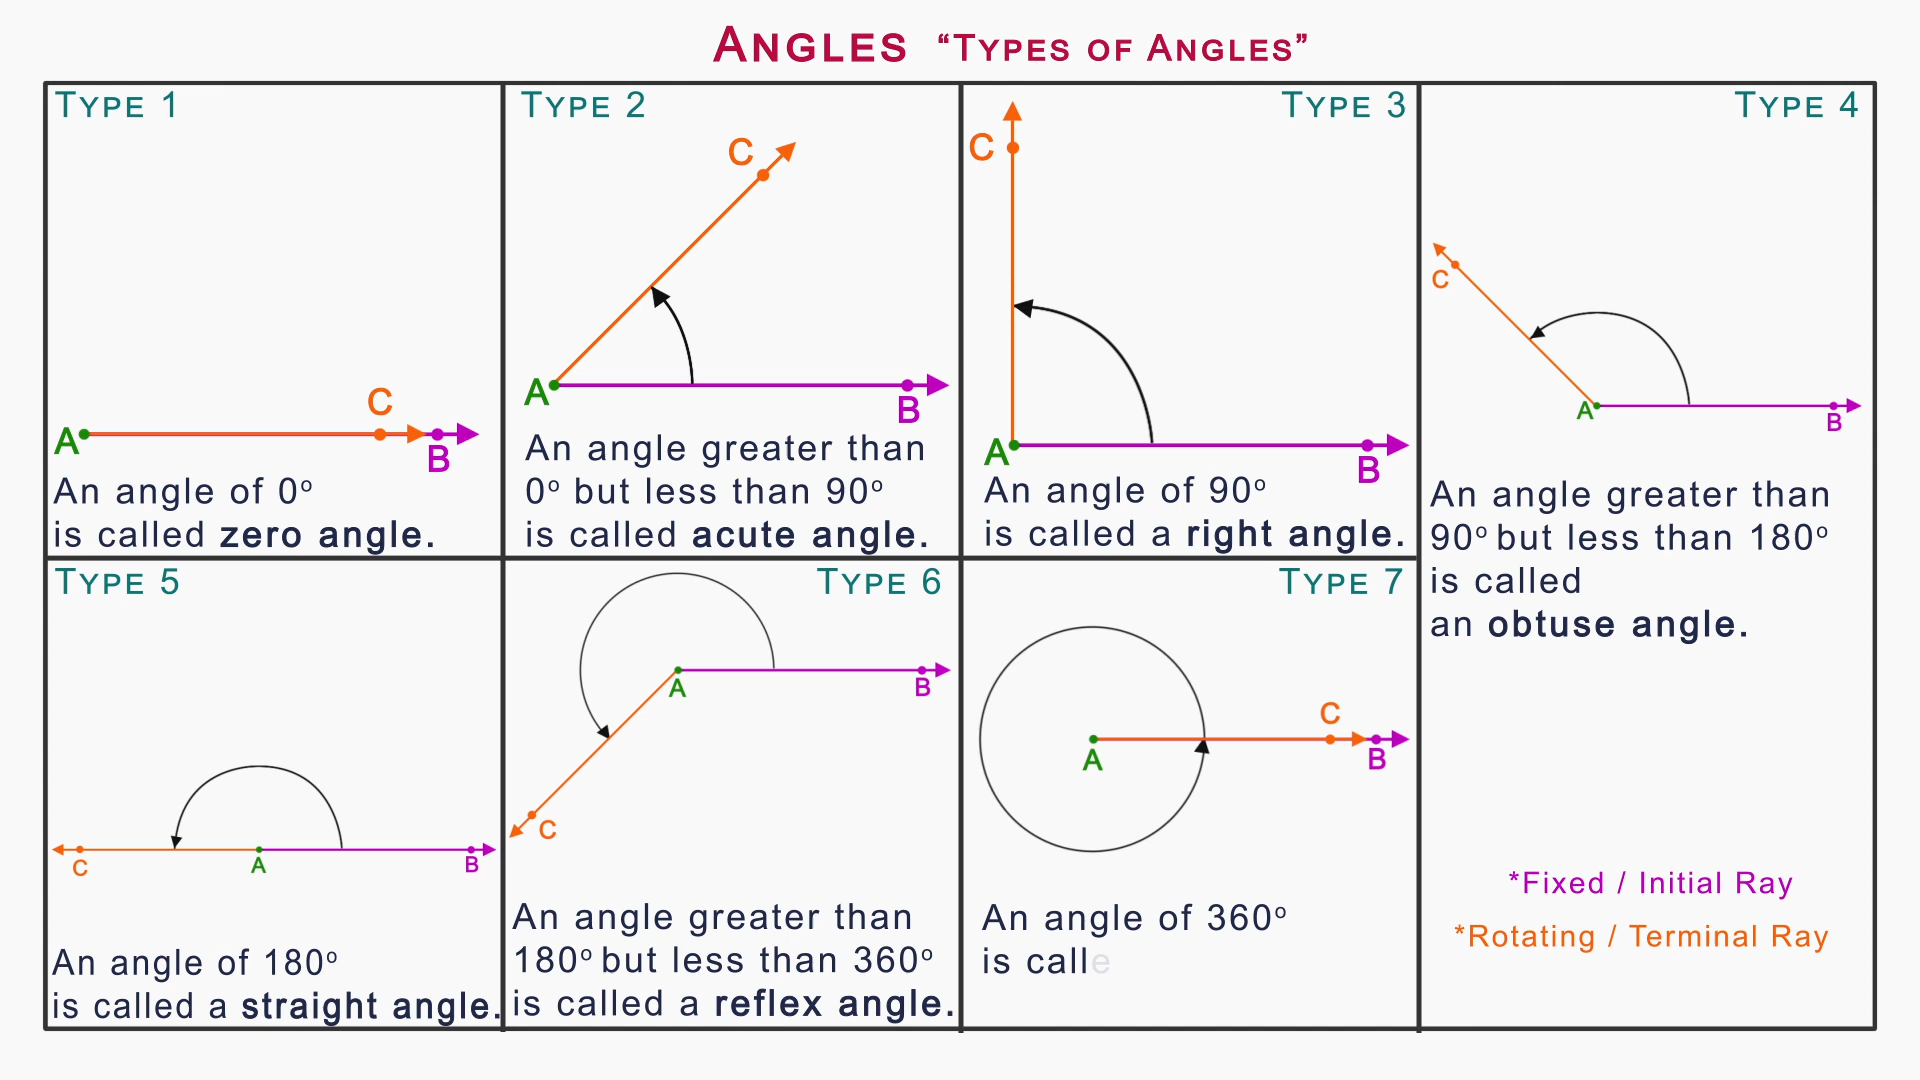 ANGLES “TYPES OF ANGLES”
TYPE 1
C
A
B
An angle of 0°
is called zero angle.
TYPE 2
C
A
B
An angle greater than
0° but less than 90°
is called acute angle.
TYPE 3
C
A
B
An angle of 90°
is called a right angle.
TYPE 4
C
A
B
An angle greater than
90° but less than 180°
is called
an obtuse angle.
TYPE 5
C
A
B
An angle of 180°
is called a straight angle.
TYPE 6
A
B
C
An angle greater than
180° but less than 360°
is called a reflex angle.
TYPE 7
C
A
B
An angle of 360°
is calle
*Fixed / Initial Ray
*Rotating / Terminal Ray